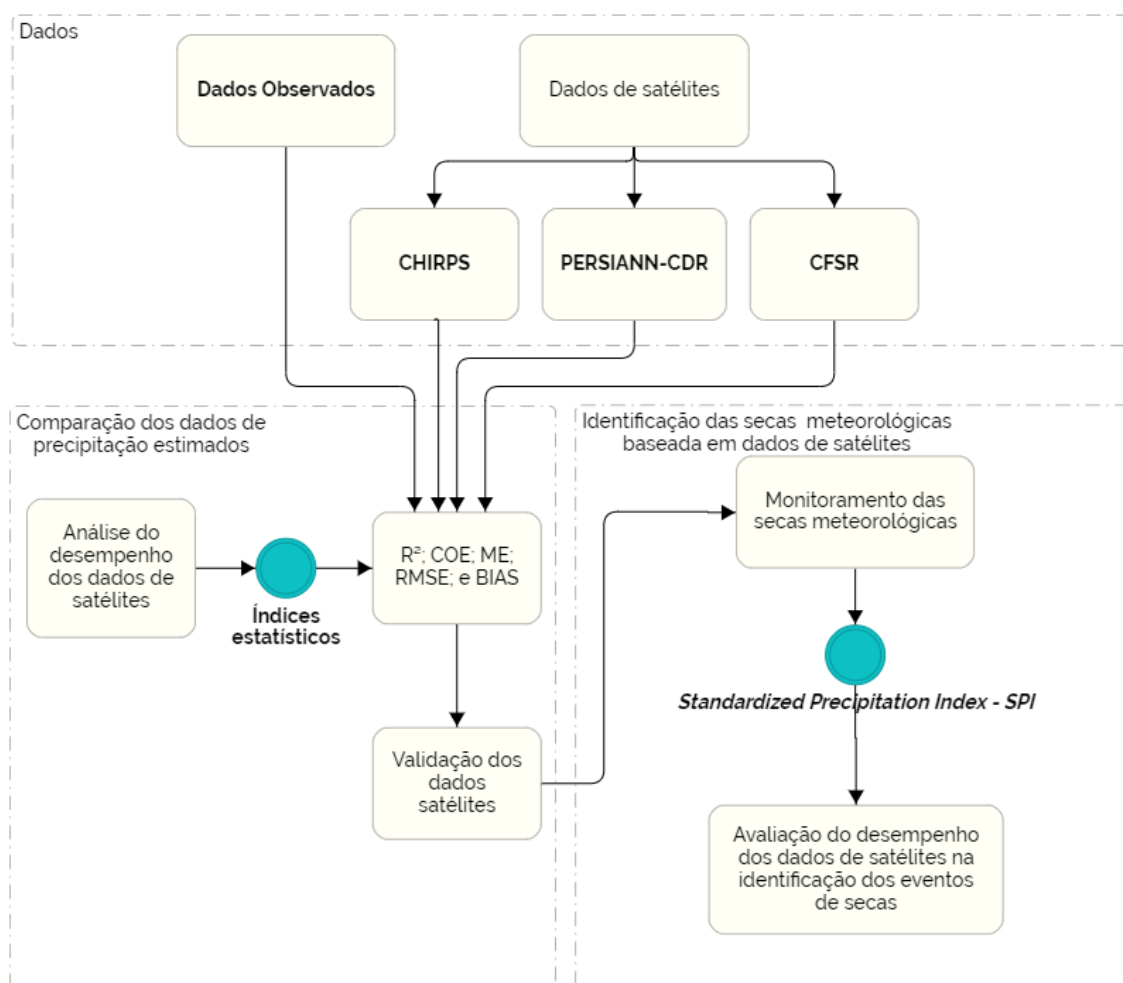 Dados
Dados Observados
Dados de satélites
CHIRPS
PERSIANN-CDR
CFSR
Comparação dos dados de
precipitação estimados
Análise do
desempenho
dos dados de
satélites
Índices
estatísticos
R²; COE; ME;
RMSE; e BIAS
Validação dos
dados
satélites
Identificação das secas meteorológicas
baseada em dados de satélites
Monitoramento das
secas meteorológicas
Standardized Precipitation Index - SPI
Avaliação do desempenho
dos dados de satélites na
identificação dos eventos
de secas